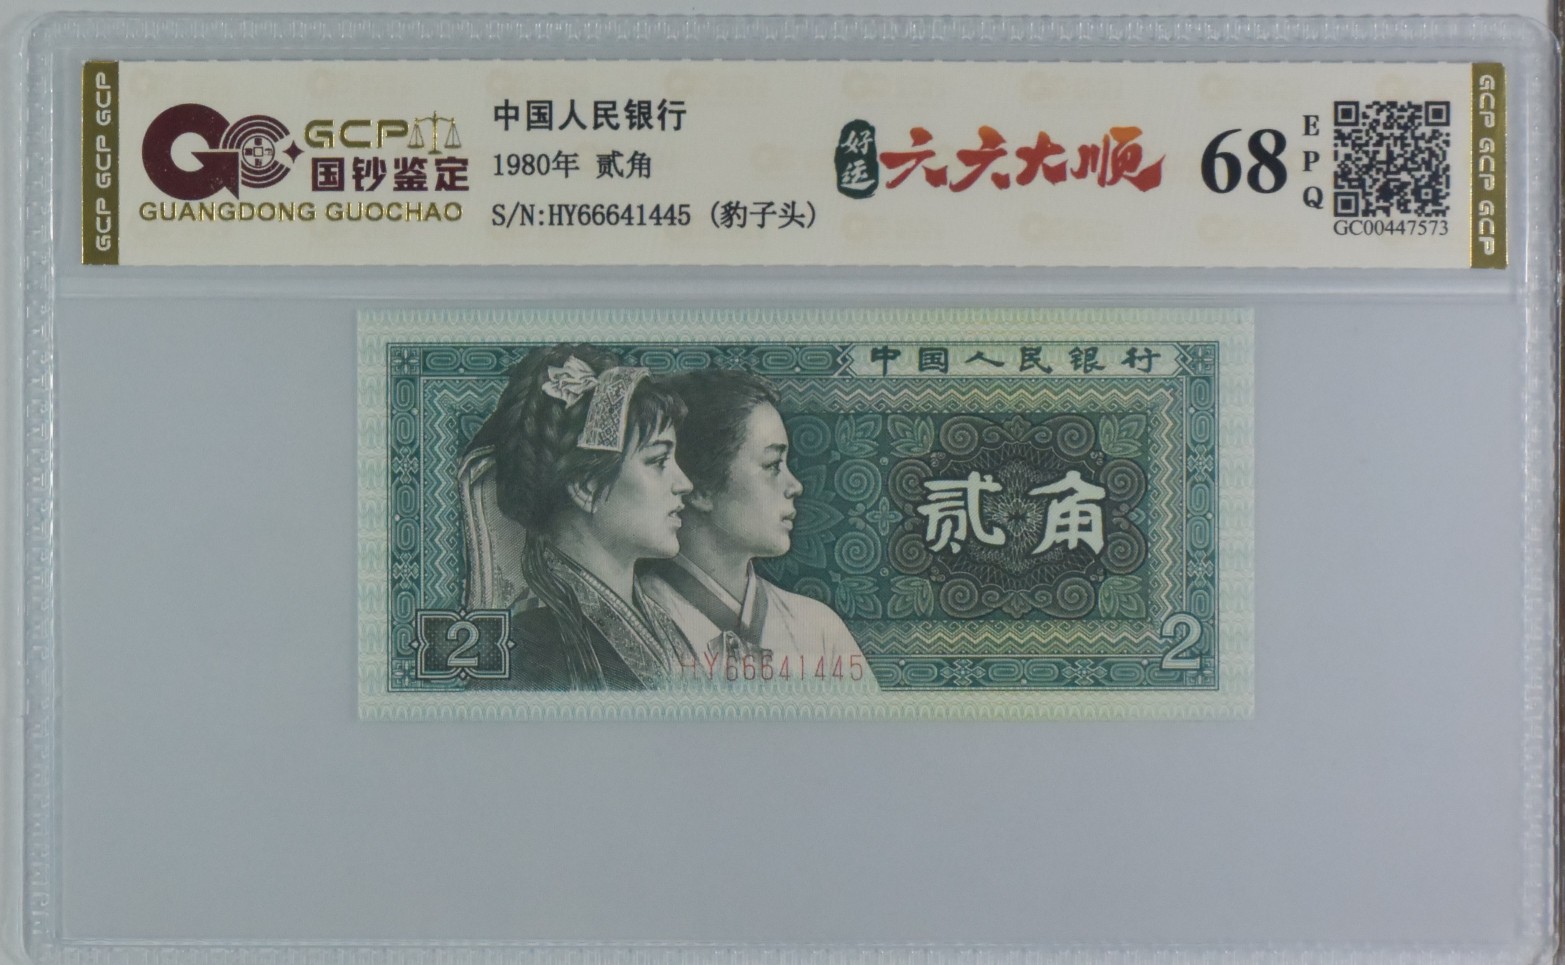 GCP GCP GCP
GCP
国钞鉴定
GUANGDONG GUOCHAO
中国人民银行
1980年 贰角
S/N:HY66641445 (豹子头)
好运
六六大顺
68
EPQ
GC00447573
GCP GCP GCP
中国人民银行
贰角
2
2
HY66641445